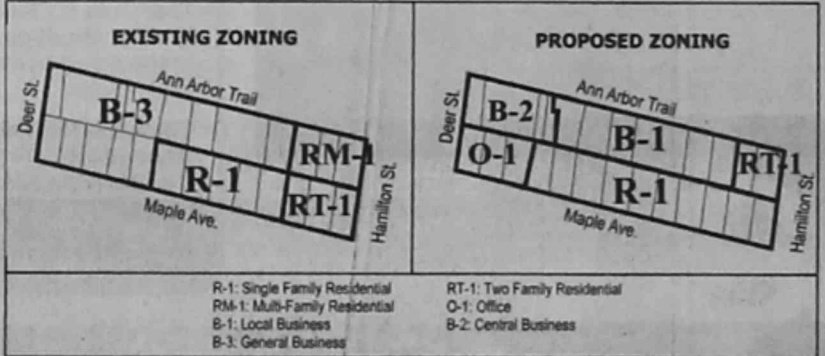 EXISTING ZONING
Deer St.
Ann Arbor Trail
B-3
RM-1
R-1
RT-1
Maple Ave.
Hamilton St.
PROPOSED ZONING
Deer St.
Ann Arbor Trail
B-2
B-1
RT-1
O-1
R-1
Maple Ave.
Hamilton St.
R-1: Single Family Residential
RM-1: Multi-Family Residential
B-1: Local Business
B-3: General Business
RT-1: Two Family Residential
O-1: Office
B-2: Central Business